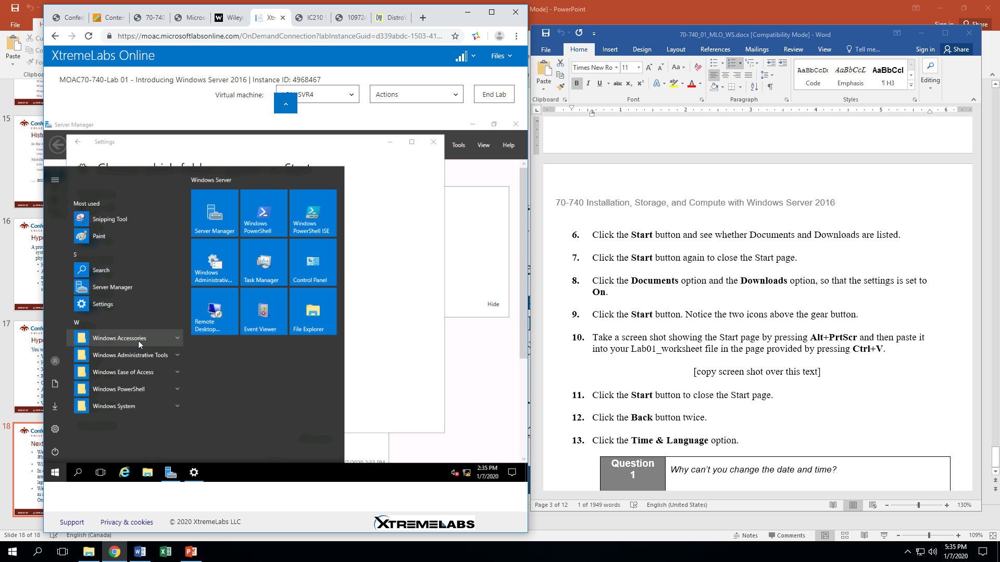 Mode] - PowerPoint
Sign in
Share
File
Paste
Clipboa
15
16
17
18
Slide 18 of 18
English (Canada)
Notes
Comments
109%
Confed
Conten
70-740
Micros
Wiley:
Xtr
IC210
109724
DistroW
https://moac.microsoftlabsonline.com/OnDemandConnection?labInstanceGuid=d339abdc-1503-41...
XtremeLabs Online
Files
MOAC70-740-Lab 01 - Introducing Windows Server 2016 | Instance ID: 4968467
Virtual machine:
SVR4
Actions
End Lab
Server Manager
Settings
Tools
View
Help
Hide
Windows Server
Most used
Snipping Tool
Paint
S
Search
Server Manager
Settings
W
Windows Accessories
Windows Administrative Tools
Windows Ease of Access
Windows PowerShell
Windows System
Server Manager
Windows
PowerShell
Windows
PowerShell ISE
Windows
Administrativ...
Task Manager
Control Panel
Remote
Desktop...
Event Viewer
File Explorer
2:35 PM
1/7/2020
Support
Privacy & cookies
© 2020 XtremeLabs LLC
XTREMELABS
70-740_01_MLO_WS.docx [Compatibility Mode] - Word
File
Home
Insert
Design
Layout
References
Mailings
Review
View
Tell me...
Sign in
Share
Paste
Clipboard
Times New Ro
11
Font
Paragraph
AaBbCcDc
Code
AaBbCcL
Emphasis
AaBbCcl
¶ H3
Styles
Editing
1
2
3
4
5
6
70-740 Installation, Storage, and Compute with Windows Server 2016
6. Click the Start button and see whether Documents and Downloads are listed.
7. Click the Start button again to close the Start page.
8. Click the Documents option and the Downloads option, so that the settings is set to
On.
9. Click the Start button. Notice the two icons above the gear button.
10. Take a screen shot showing the Start page by pressing Alt+PrtScr and then paste it
into your Lab01_worksheet file in the page provided by pressing Ctrl+V.
[copy screen shot over this text]
11. Click the Start button to close the Start page.
12. Click the Back button twice.
13. Click the Time & Language option.
Question
1
Why can't you change the date and time?
Page 3 of 12
1 of 1949 words
English (United States)
130%
5:35 PM
1/7/2020